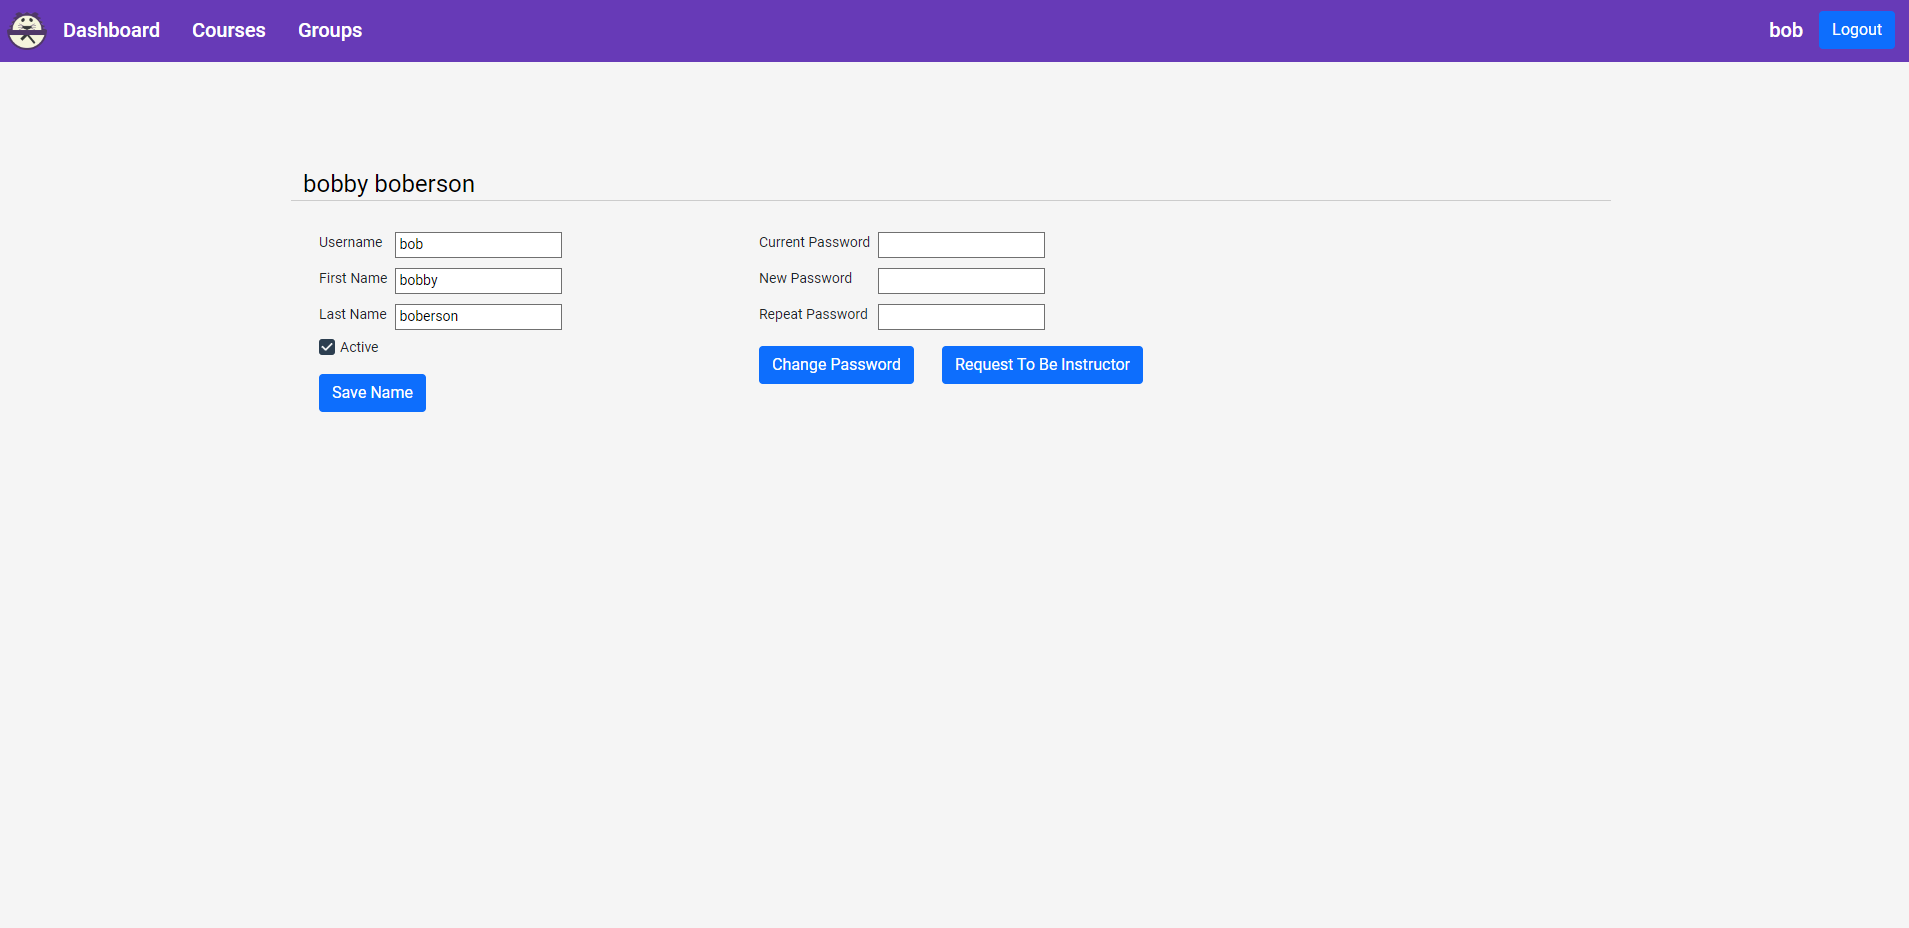 Dashboard Courses Groups bob Logout
bobby boberson
Username bob
First Name bobby
Last Name boberson
Active
Save Name
Current Password
New Password
Repeat Password
Change Password Request To Be Instructor